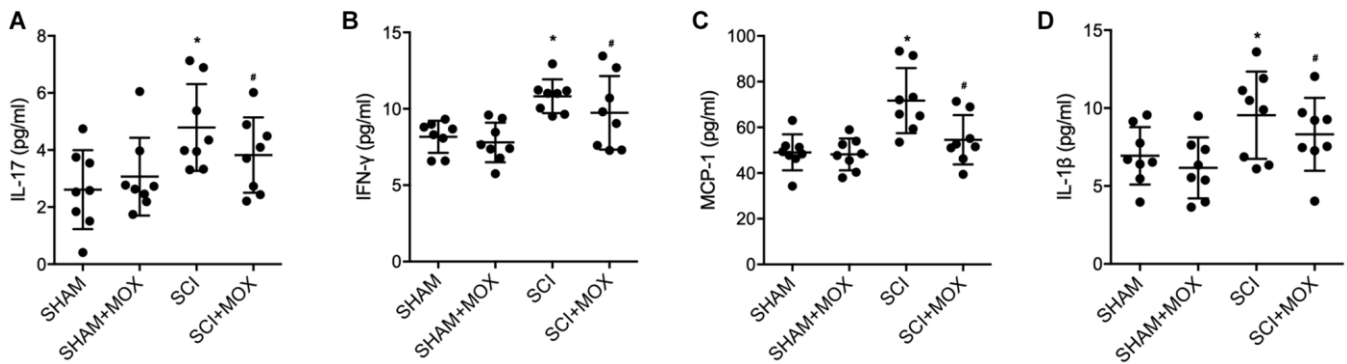 A
IL-17 (pg/ml)
8
6
4
2
0
*
#
SHAM
SHAM+MOX
SCI
SCI+MOX
B
IFN-γ (pg/ml)
15
10
5
0
*
#
SHAM
SHAM+MOX
SCI
SCI+MOX
C
MCP-1 (pg/ml)
100
80
60
40
20
0
*
#
SHAM
SHAM+MOX
SCI
SCI+MOX
D
IL-1β (pg/ml)
15
10
5
0
*
#
SHAM
SHAM+MOX
SCI
SCI+MOX